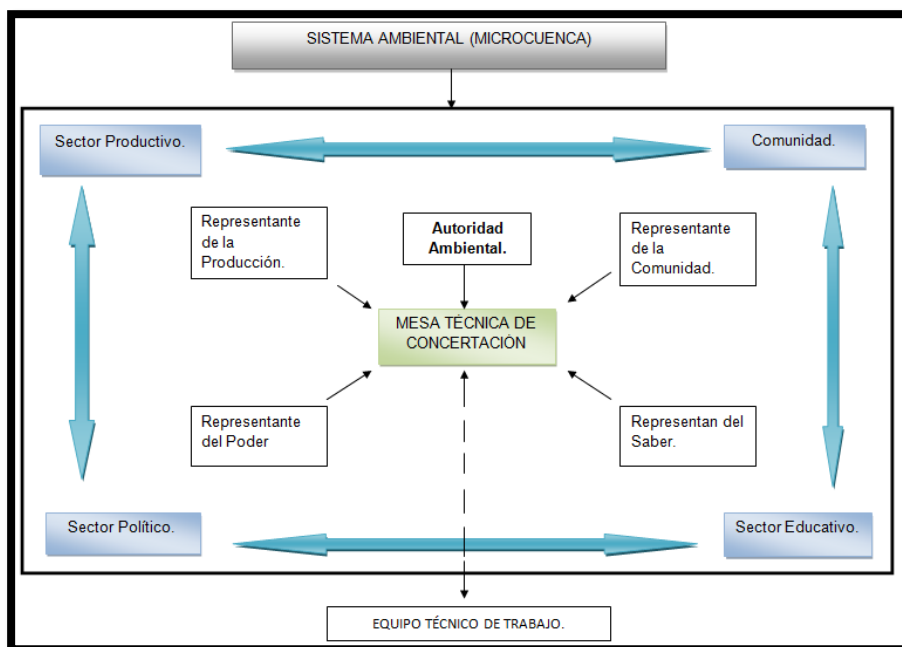 SISTEMA AMBIENTAL (MICROCUENCA)
Sector Productivo.
Comunidad.
Representante
de la
Producción.
Autoridad
Ambiental.
Representante
de la
Comunidad.
MESA TÉCNICA DE
CONCERTACIÓN
Representante
del Poder
Representan del
Saber.
Sector Político.
Sector Educativo.
EQUIPO TÉCNICO DE TRABAJO.